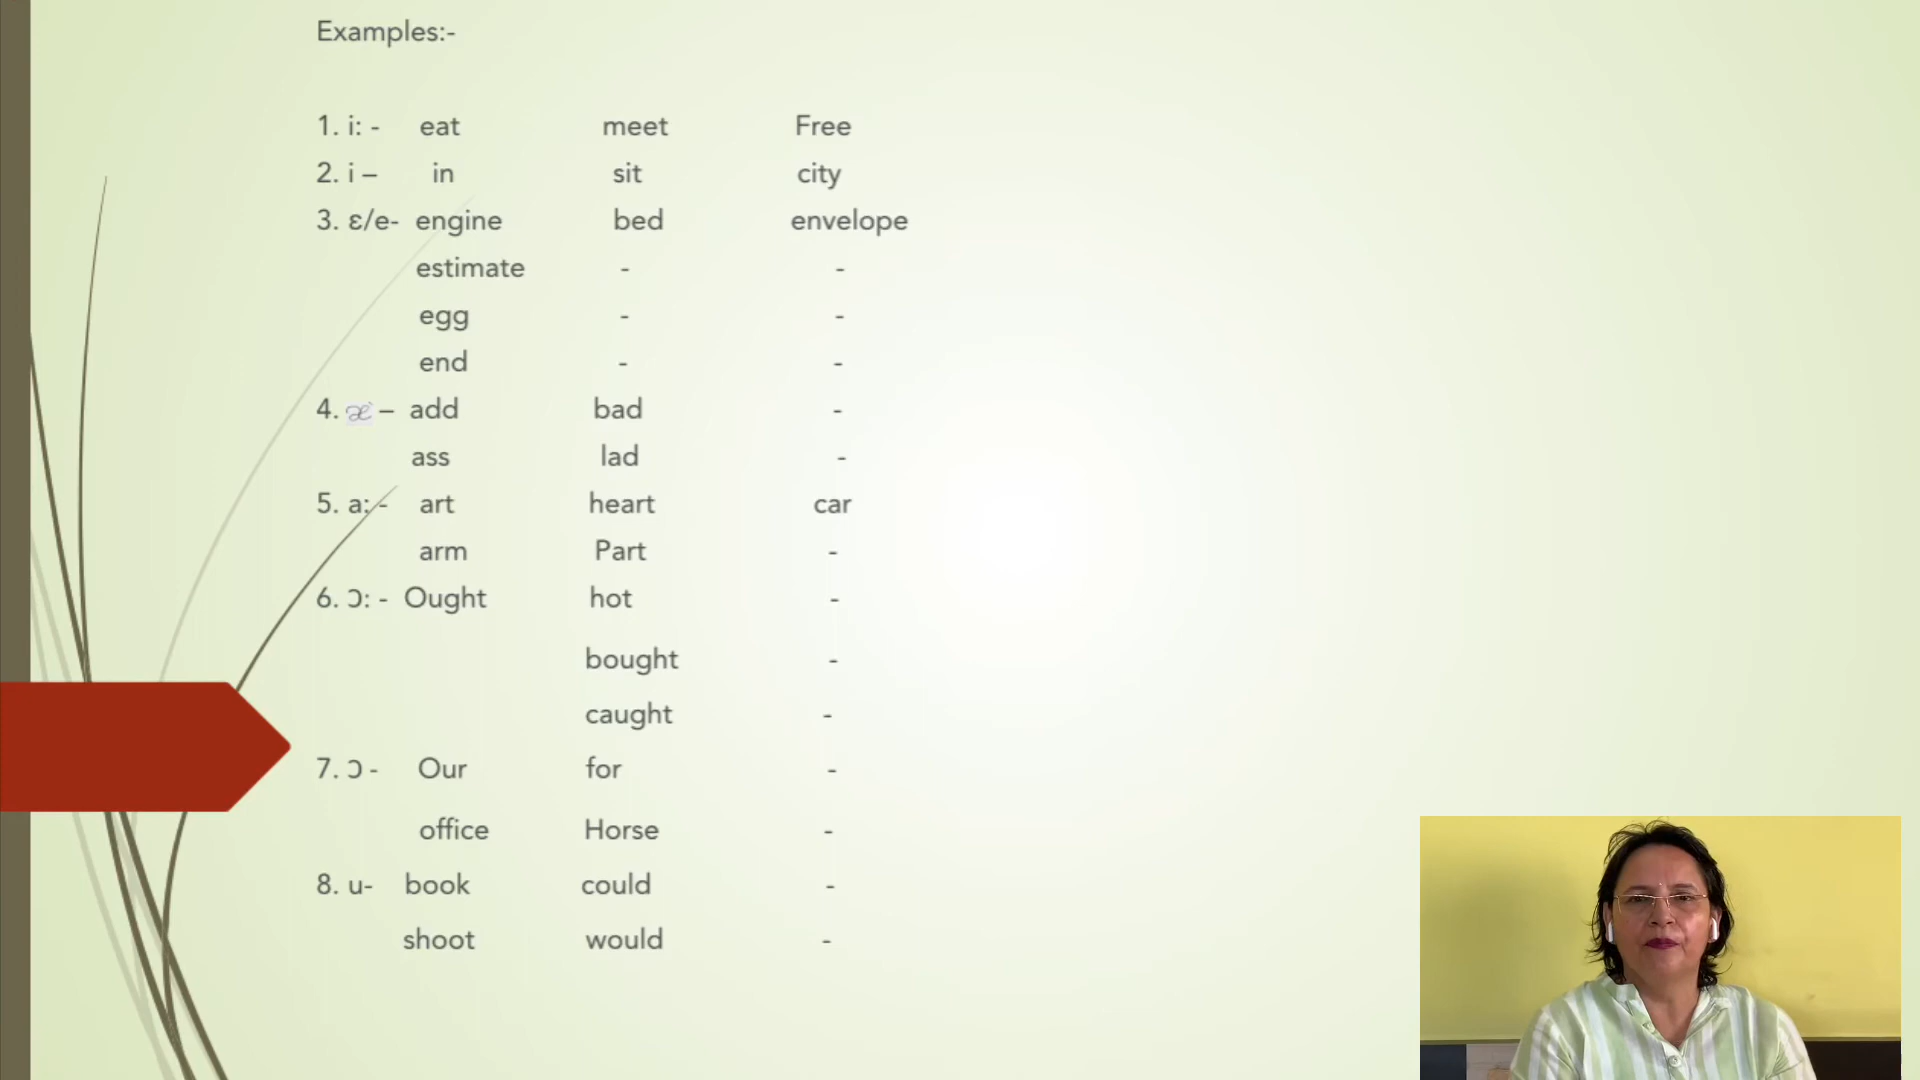 Examples:-
1. i: - eat meet Free
2. i – in sit city
3. ɛ/e- engine bed envelope
estimate - -
egg - -
end - -
4. æ – add bad -
ass lad -
5. a: - art heart car
arm Part -
6. ɔ: - Ought hot -
bought -
caught -
7. ɔ - Our for -
office Horse -
8. u- book could -
shoot would -